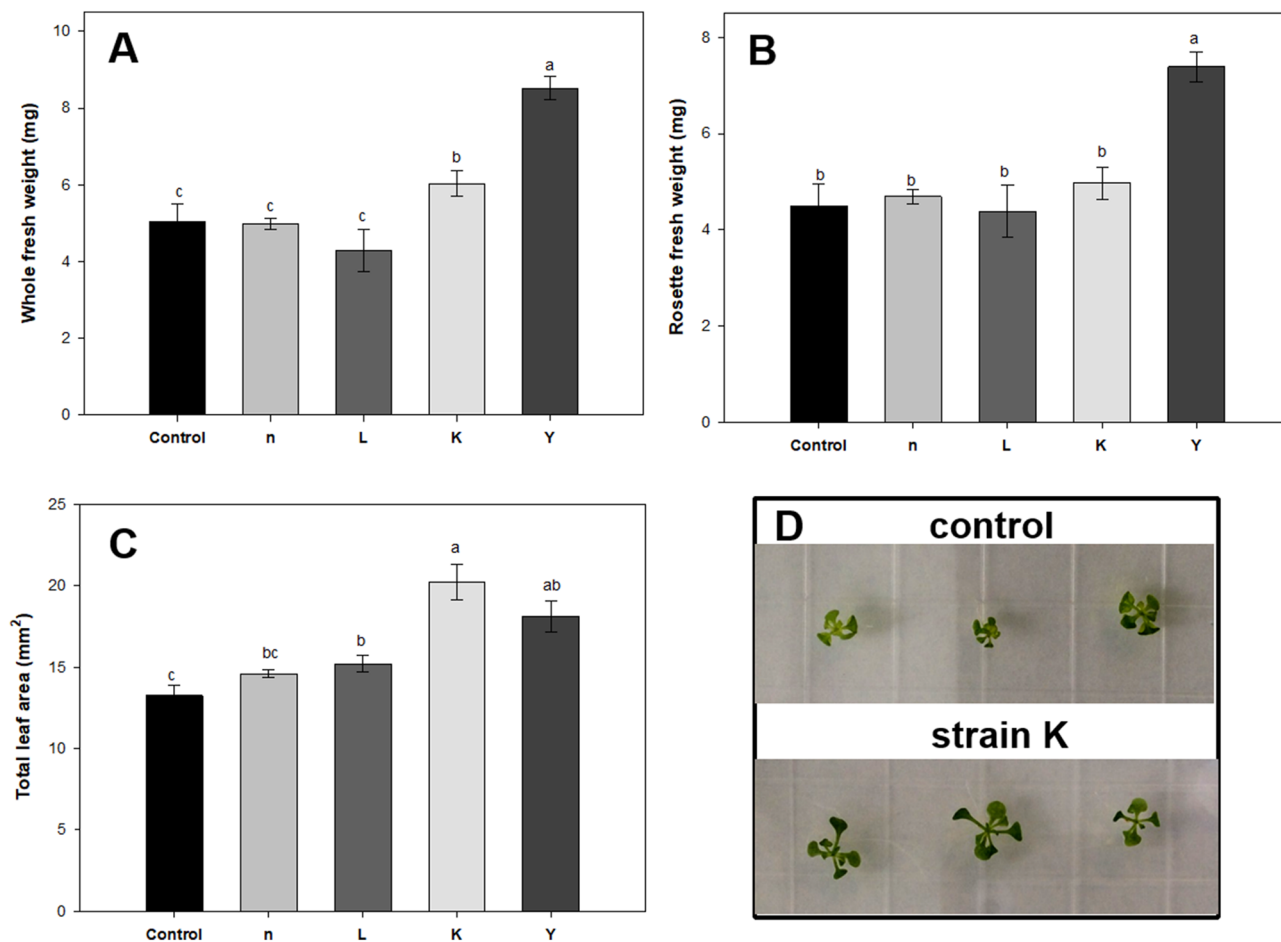 A
Whole fresh weight (mg)
10
8
6
4
2
0
c
c
c
b
a
Control n L K Y
B
Rosette fresh weight (mg)
8
6
4
2
0
b
b
b
b
a
Control n L K Y
C
Total leaf area (mm²)
25
20
15
10
5
0
c
bc
b
a
ab
Control n L K Y
D
control
strain K